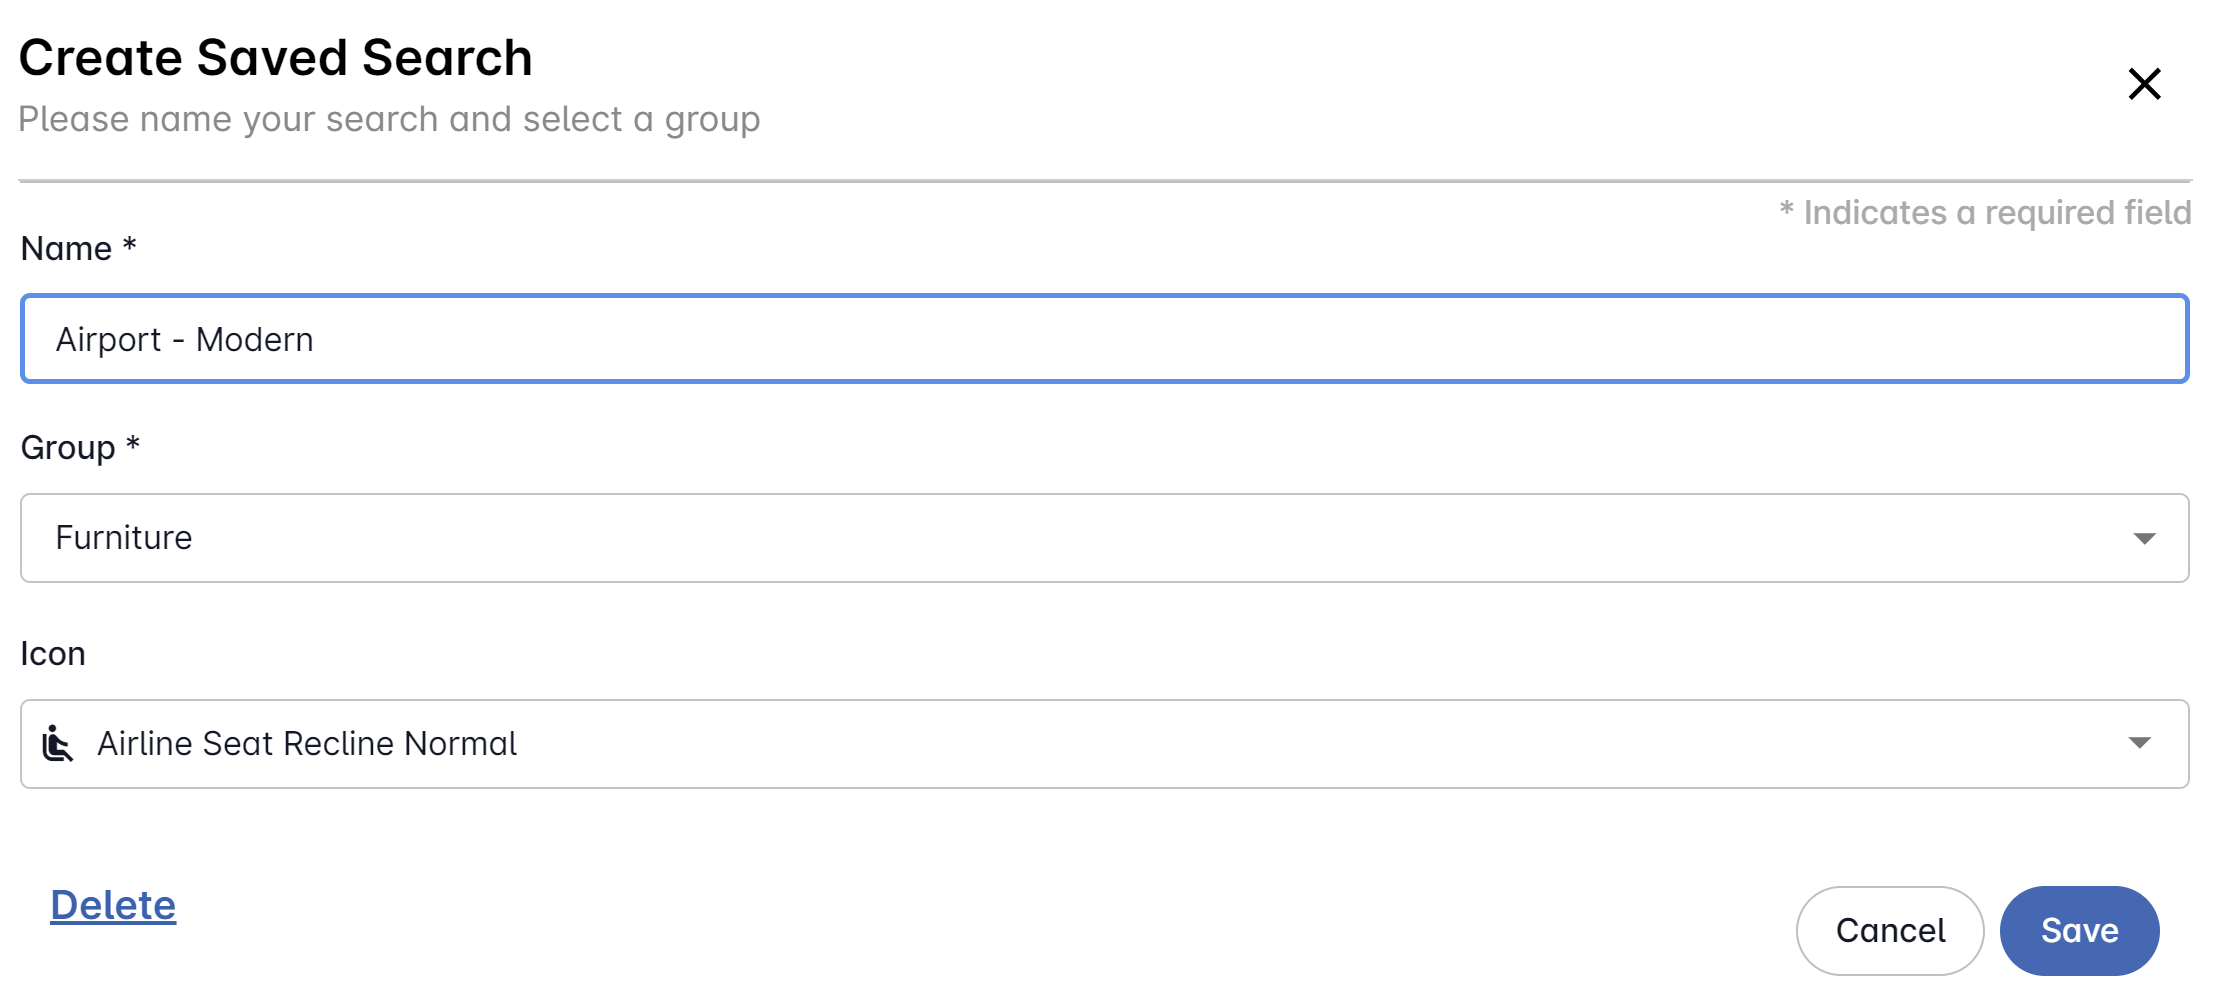 Create Saved Search
Please name your search and select a group
* Indicates a required field
Name *
Airport - Modern
Group *
Furniture
Icon
Airline Seat Recline Normal
Delete
Cancel
Save